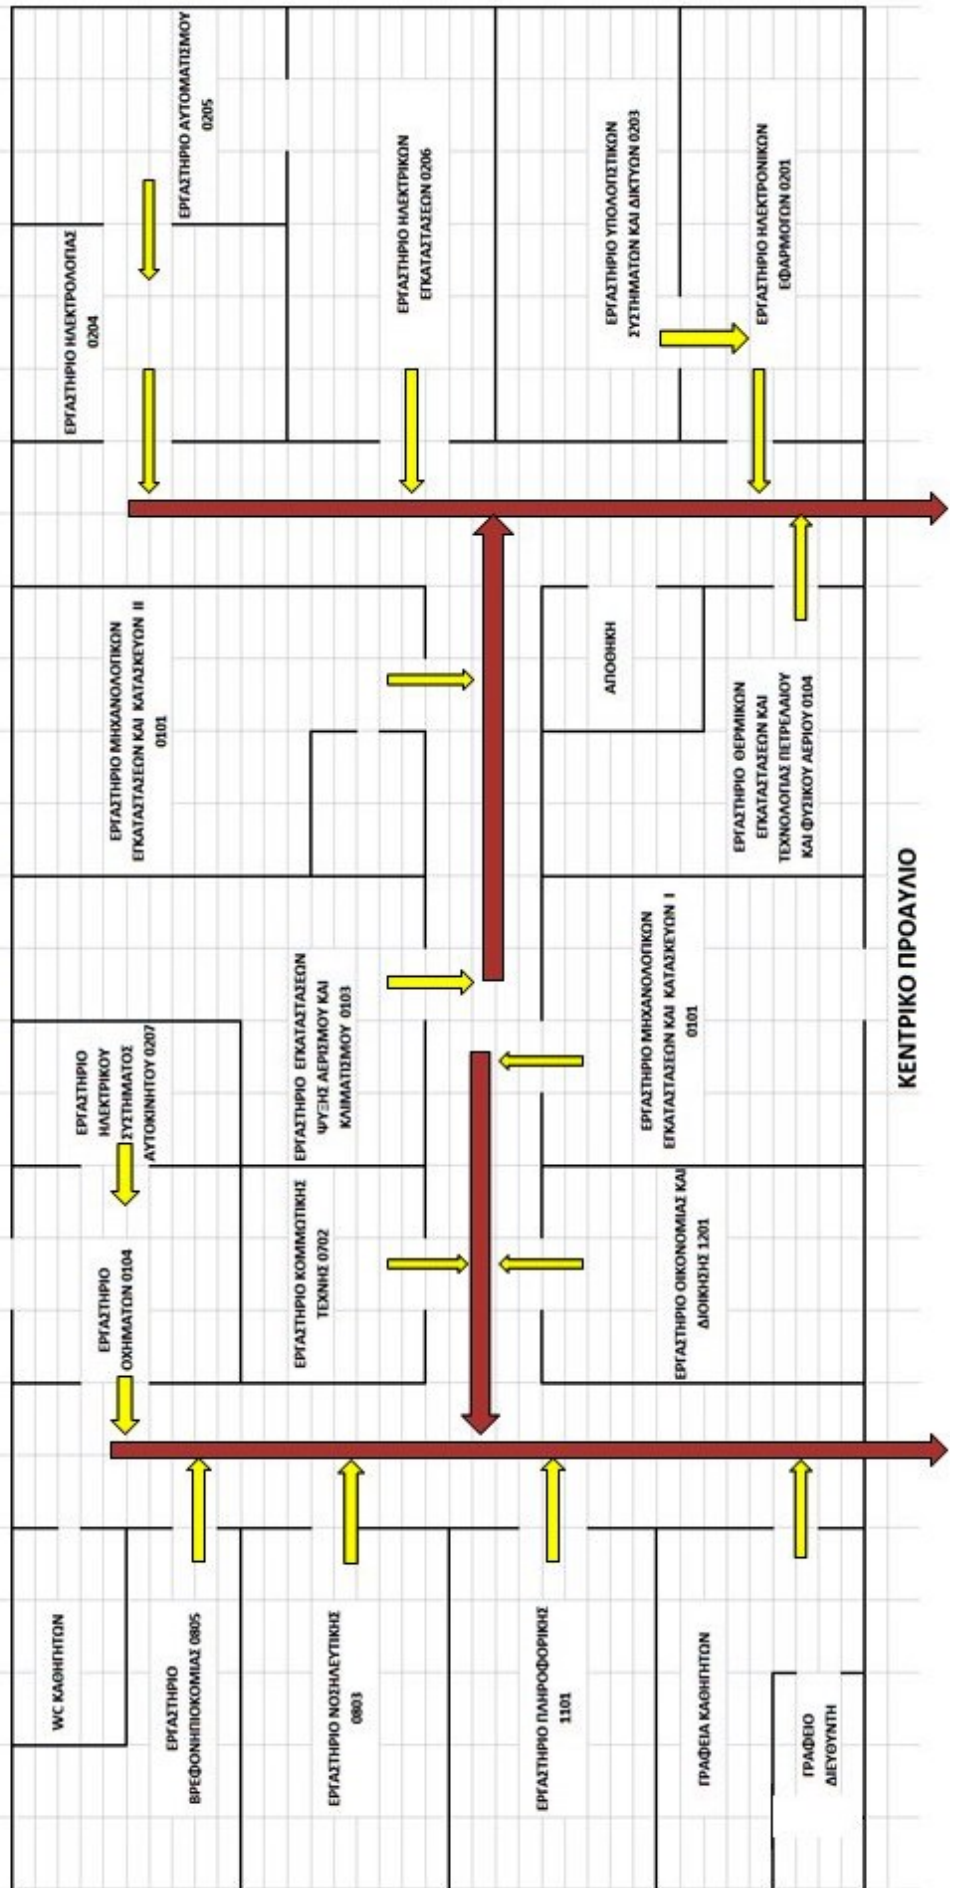 ΕΡΓΑΣΤΗΡΙΟ ΑΥΤΟΜΑΤΙΣΜΟΥ
0205
ΕΡΓΑΣΤΗΡΙΟ ΗΛΕΚΤΡΟΛΟΓΙΑΣ
0204
ΕΡΓΑΣΤΗΡΙΟ ΗΛΕΚΤΡΙΚΩΝ
ΕΓΚΑΤΑΣΤΑΣΕΩΝ 0206
ΕΡΓΑΣΤΗΡΙΟ ΥΠΟΛΟΓΙΣΤΙΚΩΝ
ΣΥΣΤΗΜΑΤΩΝ ΚΑΙ ΔΙΚΤΥΩΝ 0203
ΕΡΓΑΣΤΗΡΙΟ ΗΛΕΚΤΡΟΝΙΚΩΝ
ΕΦΑΡΜΟΓΩΝ 0201
ΕΡΓΑΣΤΗΡΙΟ ΜΗΧΑΝΟΛΟΓΙΚΩΝ
ΕΓΚΑΤΑΣΤΑΣΕΩΝ ΚΑΙ ΚΑΤΑΣΚΕΥΩΝ II
0101
ΑΠΟΘΗΚΗ
ΕΡΓΑΣΤΗΡΙΟ ΘΕΡΜΙΚΩΝ
ΕΓΚΑΤΑΣΤΑΣΕΩΝ ΚΑΙ
ΤΕΧΝΟΛΟΓΙΑΣ ΠΕΤΡΕΛΑΙΟΥ
ΚΑΙ ΦΥΣΙΚΟΥ ΑΕΡΙΟΥ 0104
ΕΡΓΑΣΤΗΡΙΟ
ΗΛΕΚΤΡΙΚΟΥ
ΣΥΣΤΗΜΑΤΟΣ
ΑΥΤΟΚΙΝΗΤΟΥ 0207
ΕΡΓΑΣΤΗΡΙΟ ΕΓΚΑΤΑΣΤΑΣΕΩΝ
ΨΥΞΗΣ ΑΕΡΙΣΜΟΥ ΚΑΙ
ΚΛΙΜΑΤΙΣΜΟΥ 0103
ΕΡΓΑΣΤΗΡΙΟ ΜΗΧΑΝΟΛΟΓΙΚΩΝ
ΕΓΚΑΤΑΣΤΑΣΕΩΝ ΚΑΙ ΚΑΤΑΣΚΕΥΩΝ I
0101
ΚΕΝΤΡΙΚΟ ΠΡΟΑΥΛΙΟ
ΕΡΓΑΣΤΗΡΙΟ
ΟΧΗΜΑΤΩΝ 0104
ΕΡΓΑΣΤΗΡΙΟ ΚΟΜΜΩΤΙΚΗΣ
ΤΕΧΝΗΣ 0702
ΕΡΓΑΣΤΗΡΙΟ ΟΙΚΟΝΟΜΙΑΣ ΚΑΙ
ΔΙΟΙΚΗΣΗΣ 1201
WC ΚΑΘΗΓΗΤΩΝ
ΕΡΓΑΣΤΗΡΙΟ
ΒΡΕΦΟΝΗΠΙΟΚΟΜΙΑΣ 0805
ΕΡΓΑΣΤΗΡΙΟ ΝΟΣΗΛΕΥΤΙΚΗΣ
0803
ΕΡΓΑΣΤΗΡΙΟ ΠΛΗΡΟΦΟΡΙΚΗΣ
1101
ΓΡΑΦΕΙΑ ΚΑΘΗΓΗΤΩΝ
ΓΡΑΦΕΙΟ
ΔΙΕΥΘΥΝΤΗ